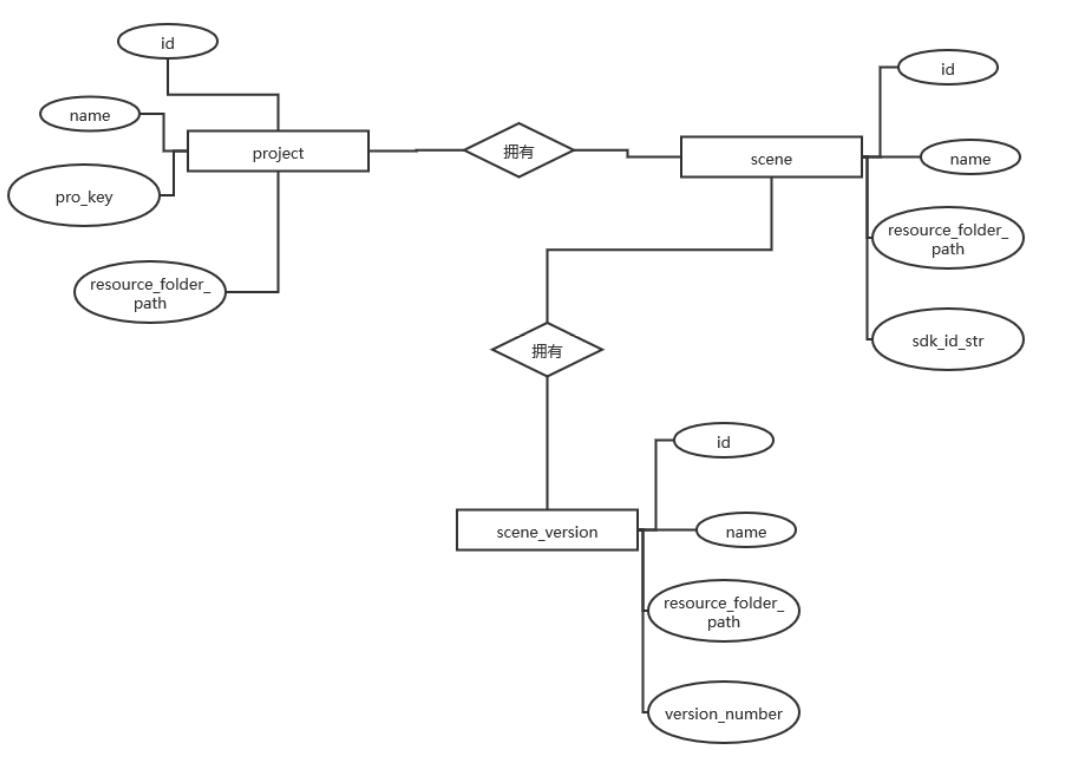 id
name
project
pro_key
resource_folder_
path
拥有
scene
id
name
resource_folder_
path
sdk_id_str
拥有
scene_version
id
name
resource_folder_
path
version_number